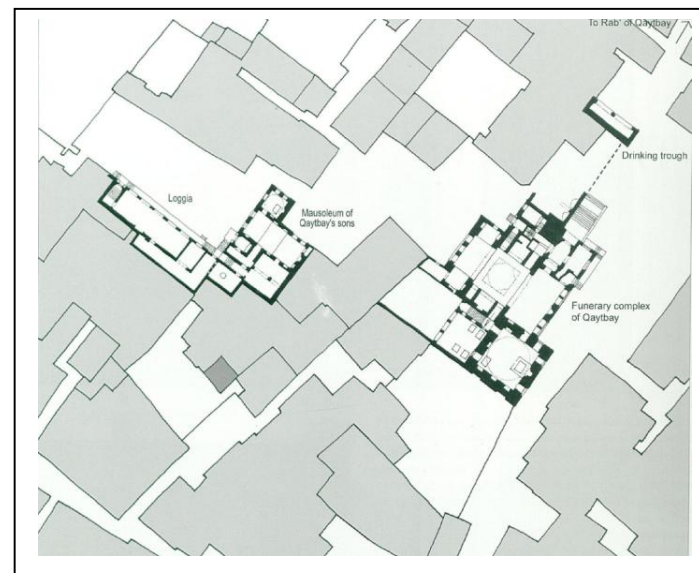 To Rab' of Qaytbay
Drinking trough
Loggia
Mausoleum of
Qaytbay's sons
Funerary complex
of Qaytbay